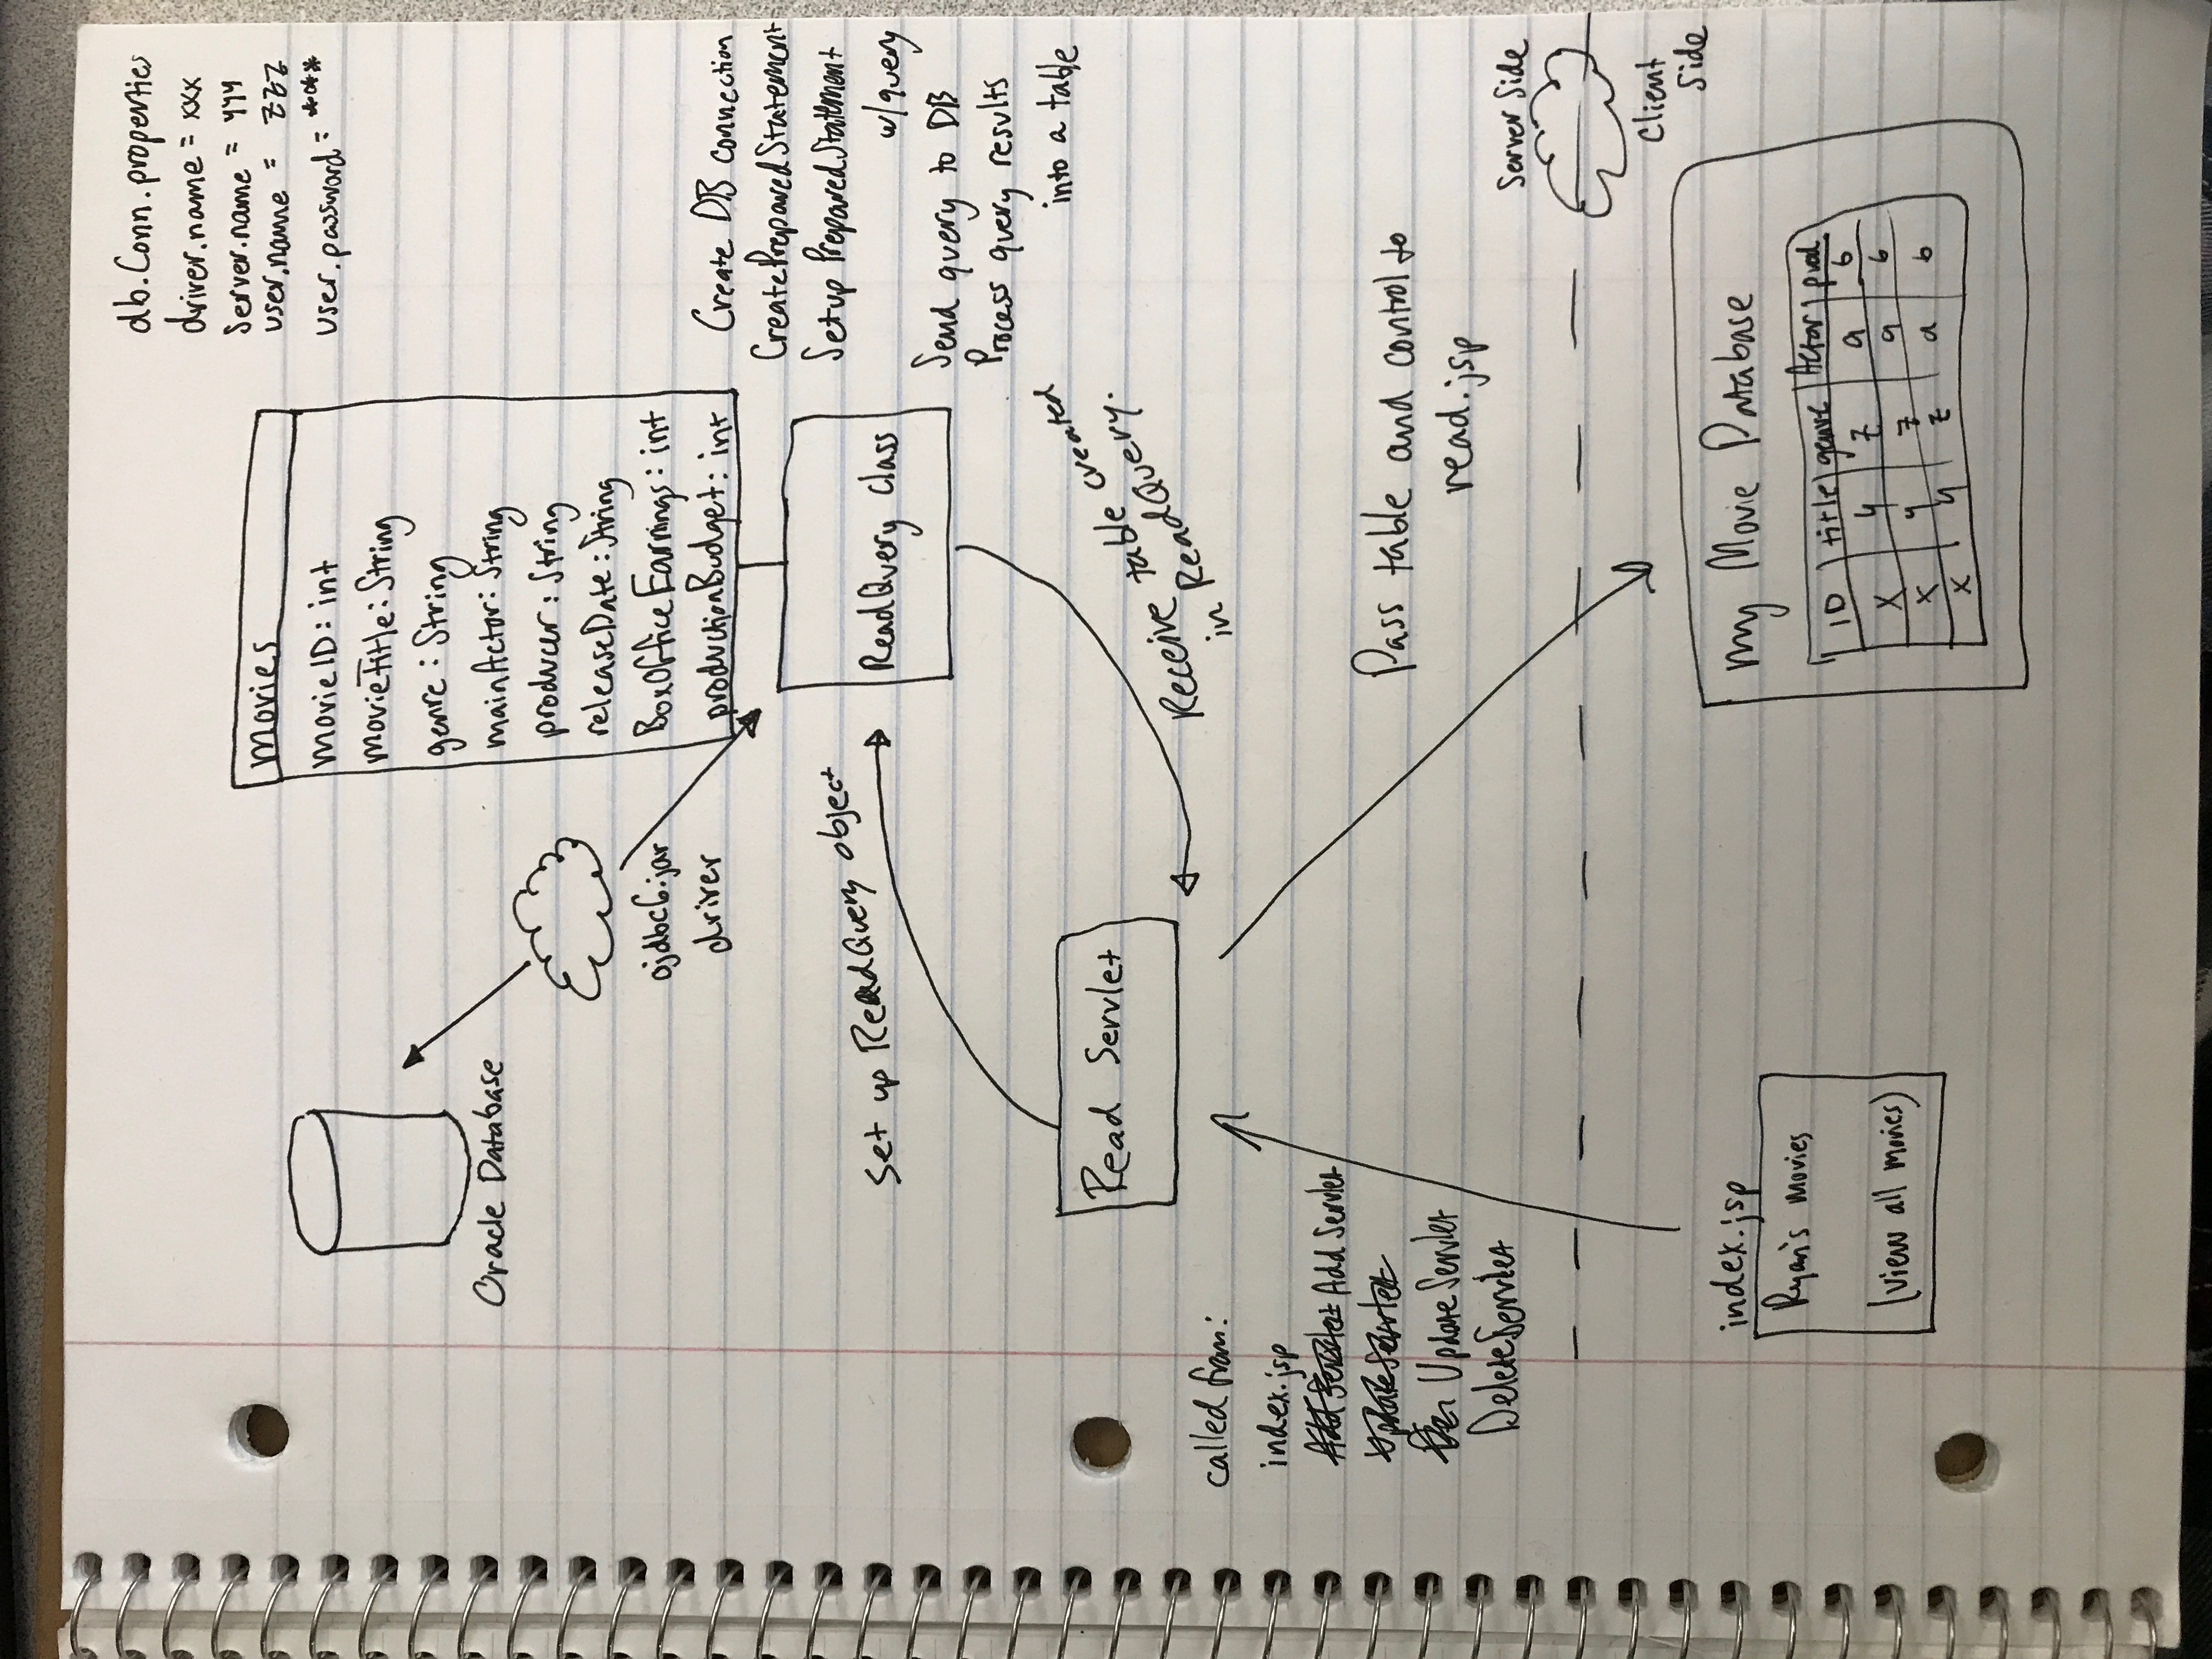 db.Conn.properties
driver.name = xxx
Server.name = yyy
user.name = zzz
user.password = ****
movies
movieID: int
movieTitle: String
genre: String
mainActor: String
producer: String
releaseDate: String
BoxOfficeEarnings: int
productionBudget: int
Oracle Database
ojdbc6.jar
driver
Create DB connection
CreatePreparedStatement
Setup PreparedStatement
w/query
Send query to DB
Process query results
into a table
Set up ReadQuery object
ReadQuery Class
Read Servlet
Receive table created
in ReadQuery.
called from:
index.jsp
Add Servlet Add Servlet
UpdateServlet
UpdateServlet
DeleteServlet
Pass table and control to
read.jsp
Server Side
Client
Side
index.jsp
Ryan's movies
(view all movies)
my Movie Database
ID title genre Actor prod
X y z a b
X y z a b
X y z a b